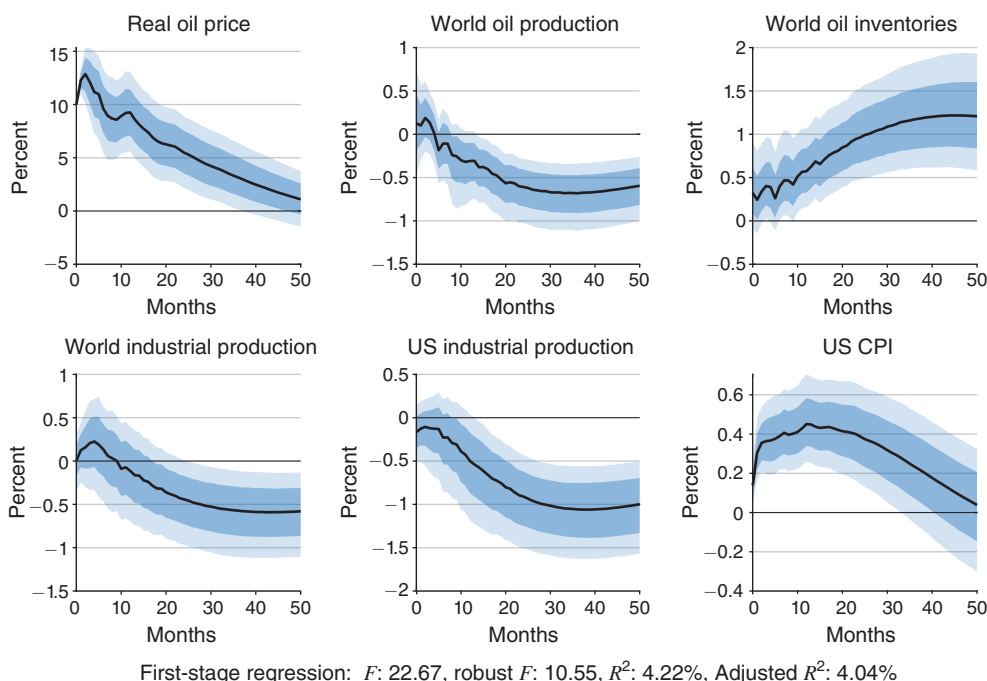 Real oil price
World oil production
World oil inventories
15
10
5
0
−5
Percent
0 10 20 30 40 50
Months
1
0.5
0
−0.5
−1
−1.5
Percent
0 10 20 30 40 50
Months
2
1.5
1
0.5
0
−0.5
Percent
0 10 20 30 40 50
Months
World industrial production
US industrial production
US CPI
1
0.5
0
−0.5
−1
−1.5
Percent
0 10 20 30 40 50
Months
0.5
0
−0.5
−1
−1.5
−2
Percent
0 10 20 30 40 50
Months
0.6
0.4
0.2
0
−0.2
−0.4
Percent
0 10 20 30 40 50
Months
First-stage regression: F: 22.67, robust F: 10.55, R²: 4.22%, Adjusted R²: 4.04%